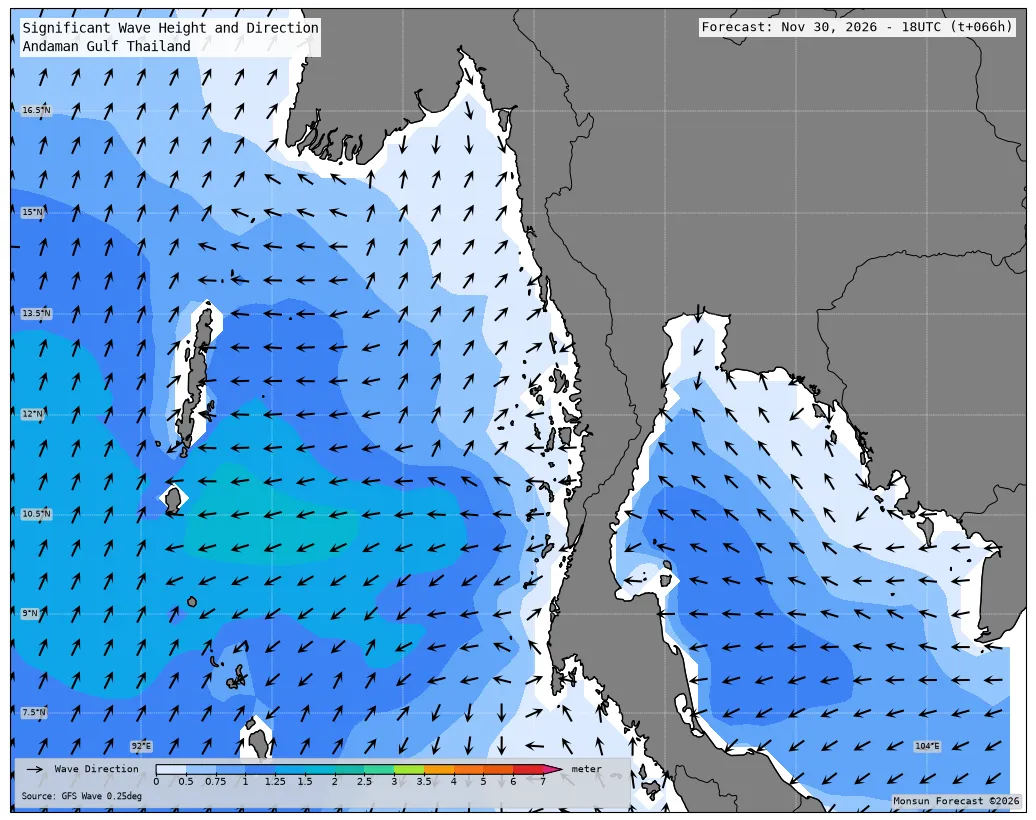 Significant Wave Height and Direction
Andaman Gulf Thailand
Forecast: Nov 30, 2026 - 18UTC (t+066h)
16.5°N
15°N
13.5°N
12°N
10.5°N
9°N
7.5°N
92°E
104°E
Wave Direction
0.5 0.75 1 1.25 1.5 2 2.5 3 3.5 4 5 6 7
meter
Source: GFS Wave 0.25deg
Monsun Forecast ©2026